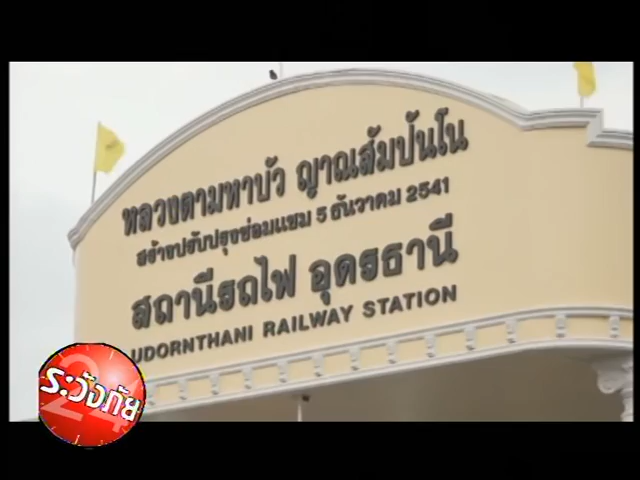 หลวงตามหาบัว ญาณสัมปันโน
สร้างปรับปรุงซ่อมแซม 5 ธันวาคม 2541
สถานีรถไฟ อุดรธานี
UDORNTHANI RAILWAY STATION
24
ระวังภัย